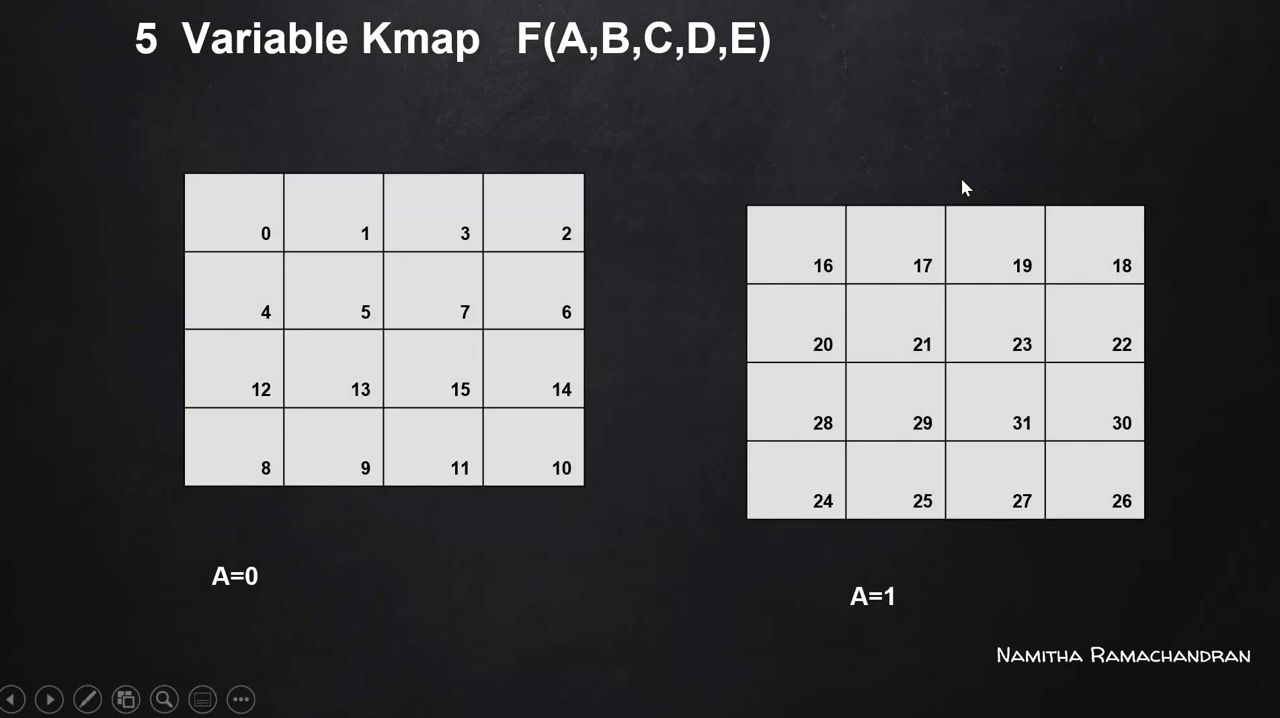 5 Variable Kmap F(A,B,C,D,E)
0 1 3 2
4 5 7 6
12 13 15 14
8 9 11 10
A=0
16 17 19 18
20 21 23 22
28 29 31 30
24 25 27 26
A=1
Namitha Ramachandran